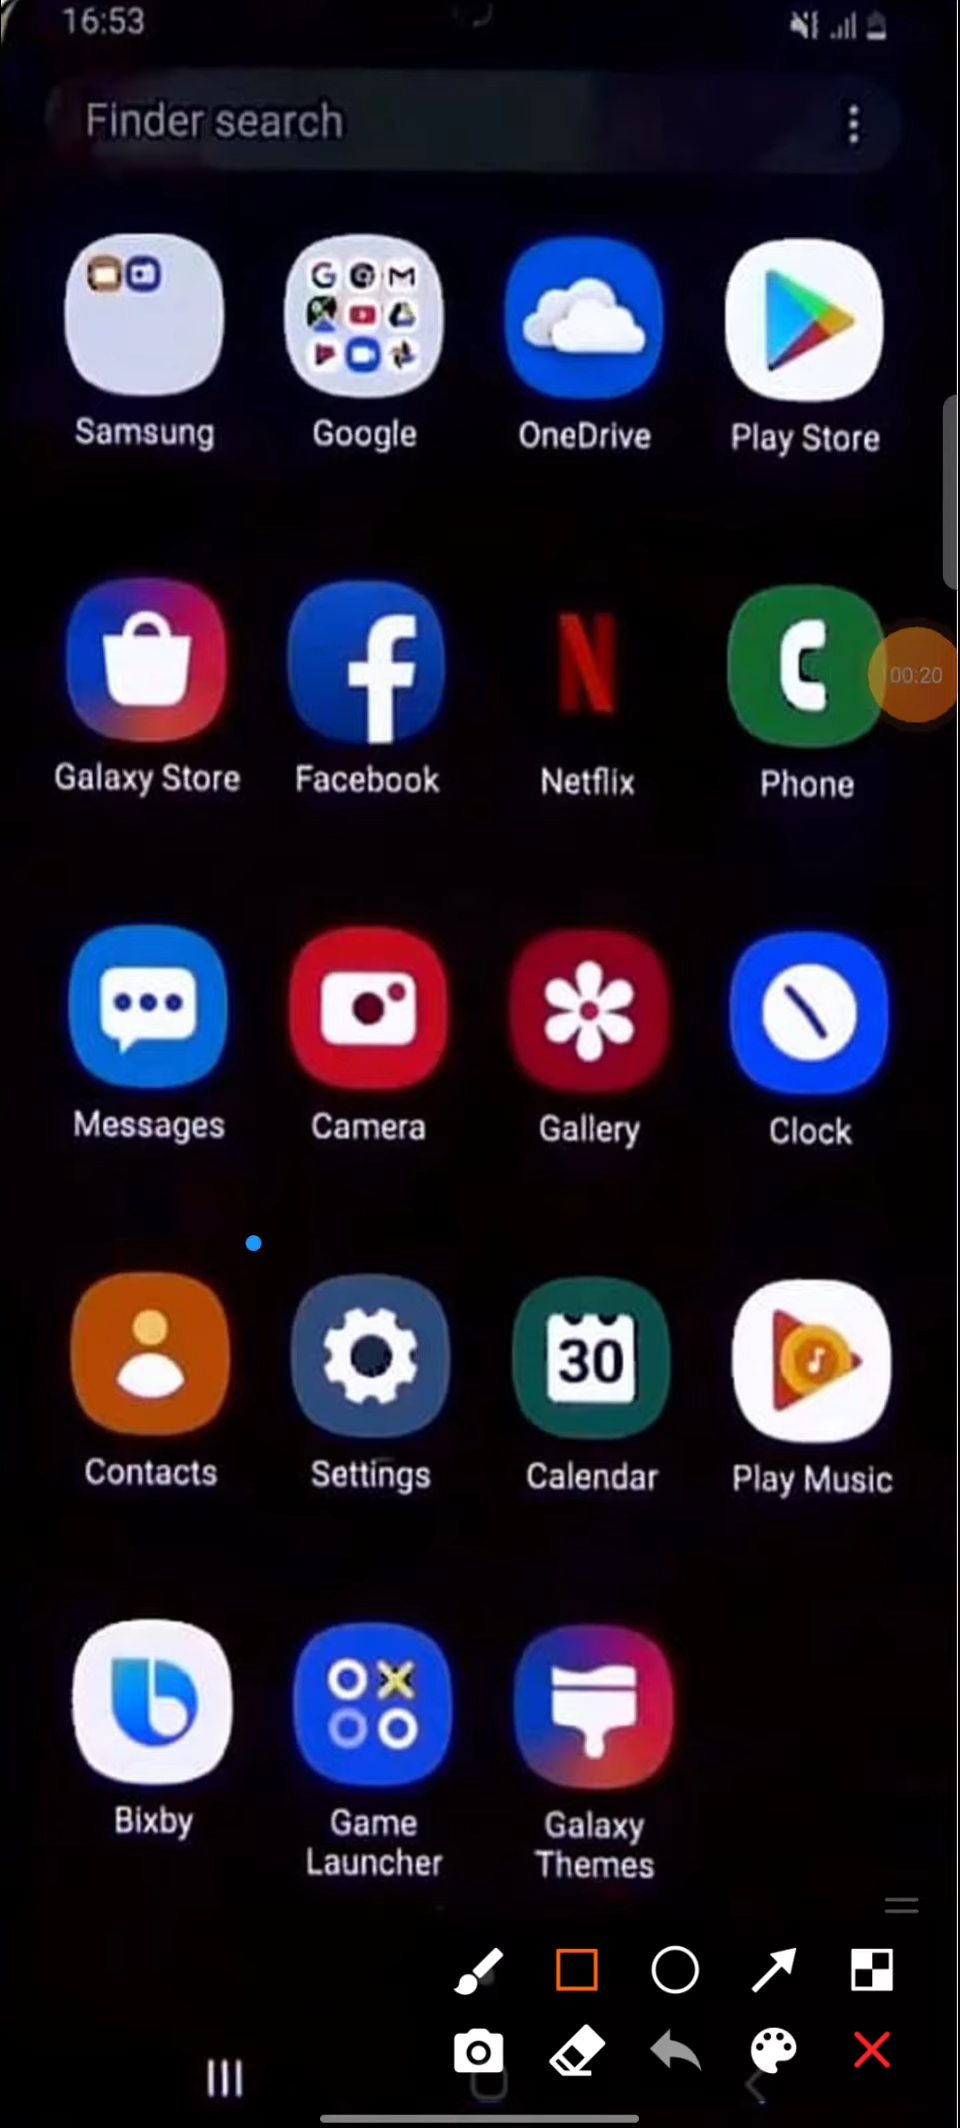 16:53
Finder search
Samsung
Google
OneDrive
Play Store
Galaxy Store
Facebook
Netflix
Phone
00:20
Messages
Camera
Gallery
Clock
Contacts
Settings
30
Calendar
Play Music
Bixby
Game
Launcher
Galaxy
Themes